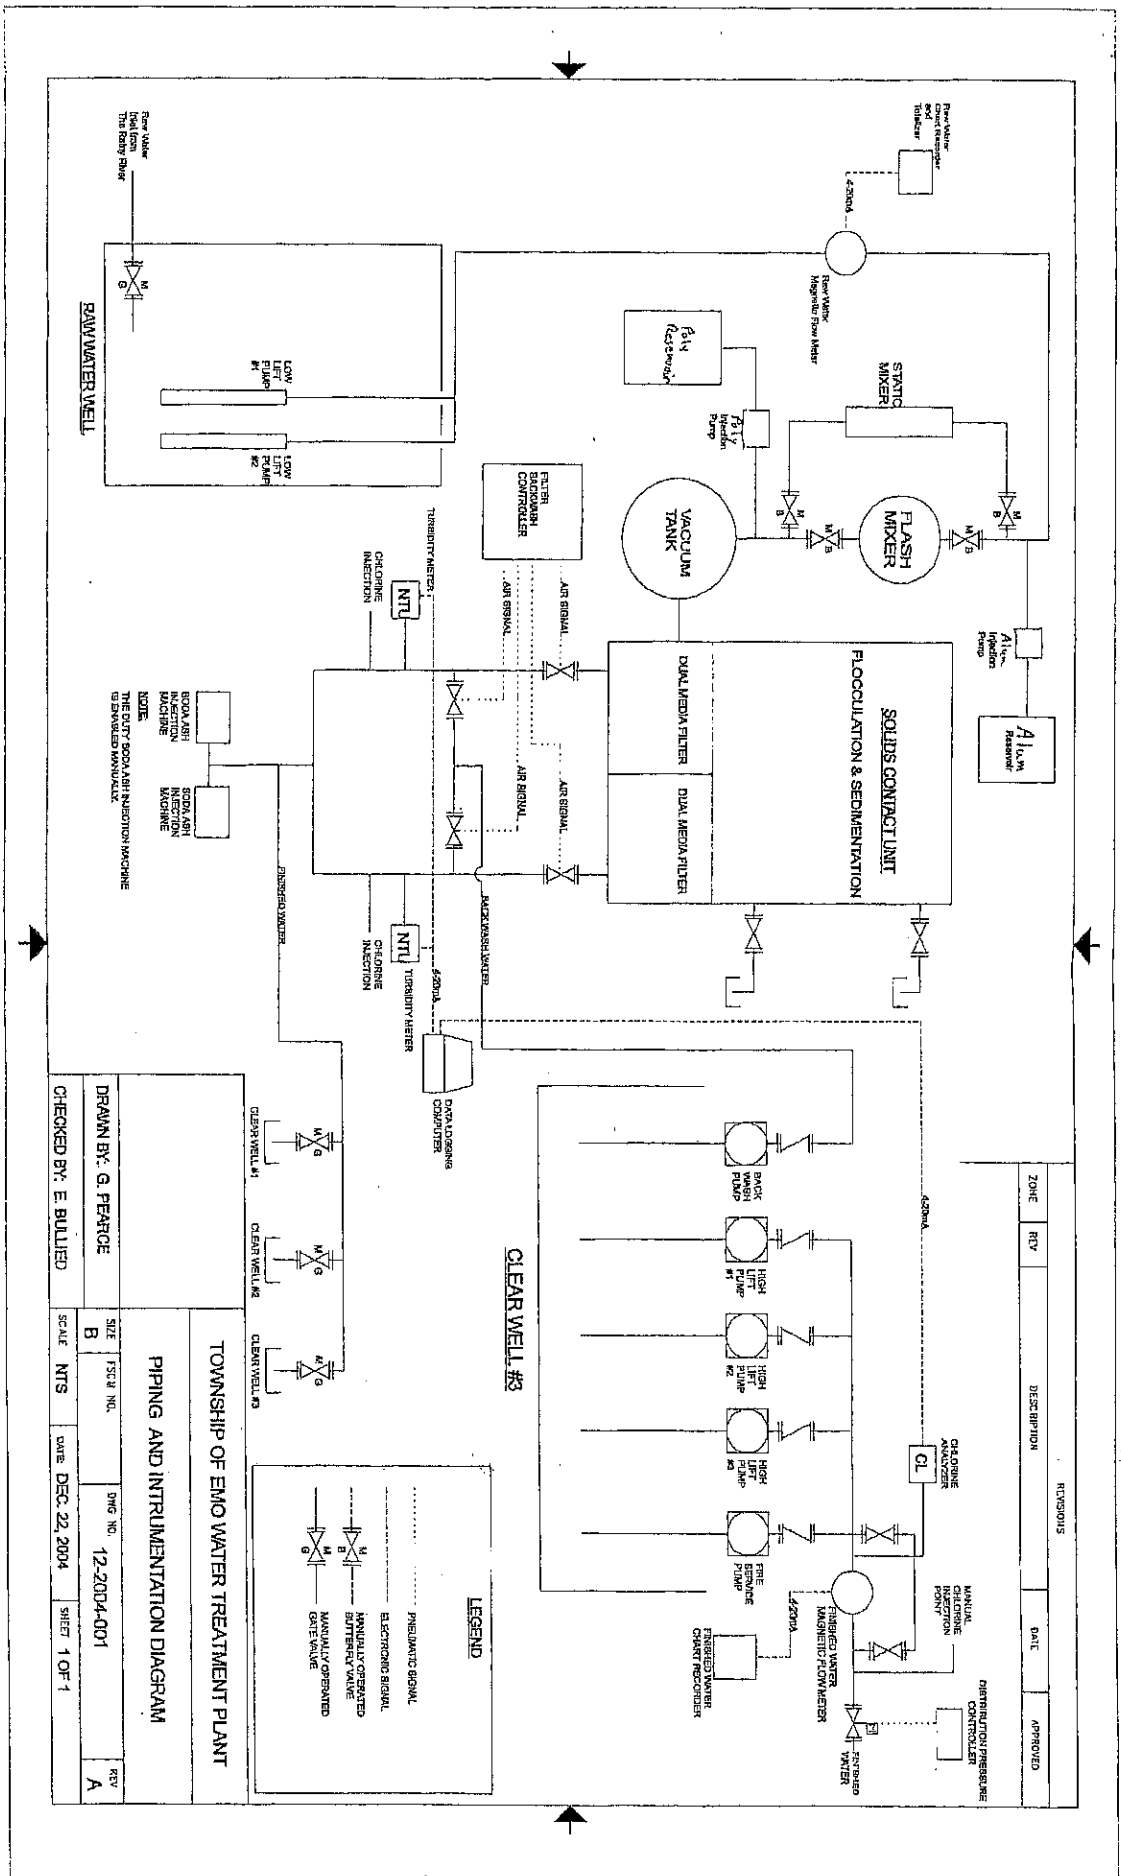 Raw Water
Chart Recorder
and
Totalizer
4-20mA
Raw Water
Magnetic Flow Meter
Raw Water
Inlet from
The Rainy River
M
G
RAW WATER WELL
LOW
LIFT
PUMP
#1
LOW
LIFT
PUMP
#2
Poly
Reservoir
Poly
Injection
Pump
STATIC
MIXER
M
B
M
B
FLASH
MIXER
M
B
M
B
VACUUM
TANK
Alum
Injection
Pump
Alum
Reservoir
SOLIDS CONTACT UNIT
FLOCCULATION & SEDIMENTATION
DUAL MEDIA FILTER
DUAL MEDIA FILTER
FILTER
BACKWASH
CONTROLLER
AIR SIGNAL
AIR SIGNAL
AIR SIGNAL
AIR SIGNAL
TURBIDITY METER
NTU
CHLORINE
INJECTION
CHLORINE
INJECTION
NTU
TURBIDITY METER
4-20mA
BACK WASH WATER
SODA ASH
INJECTION
MACHINE
SODA ASH
INJECTION
MACHINE
NOTE:
THE DUTY SODA ASH INJECTION MACHINE
IS ENABLED MANUALLY.
FINISHED WATER
DATA LOGGING
COMPUTER
M
G
CLEAR WELL #1
M
G
CLEAR WELL #2
M
G
CLEAR WELL #3
CLEAR WELL #3
BACK
WASH
PUMP
HIGH
LIFT
PUMP
#1
HIGH
LIFT
PUMP
#2
HIGH
LIFT
PUMP
#3
FIRE
SERVICE
PUMP
4-20mA
CL
CHLORINE
ANALYZER
MANUAL
CHLORINE
INJECTION
POINT
FINISHED WATER
MAGNETIC FLOW METER
4-20mA
FINISHED WATER
CHART RECORDER
DISTRIBUTION PRESSURE
CONTROLLER
FINISHED
WATER
REVISIONS
ZONE
REV
DESCRIPTION
DATE
APPROVED
LEGEND
PNEUMATIC SIGNAL
ELECTRONIC SIGNAL
M
B
MANUALLY OPERATED
BUTTERFLY VALVE
M
G
MANUALLY OPERATED
GATE VALVE
TOWNSHIP OF EMO WATER TREATMENT PLANT
PIPING AND INTRUMENTATION DIAGRAM
DRAWN BY: G. PEARCE
CHECKED BY: E. BULLIED
SIZE
B
FSCM NO.
DWG NO. 12-2004-001
REV
A
SCALE NTS
DATE: DEC. 22, 2004
SHEET 1 OF 1